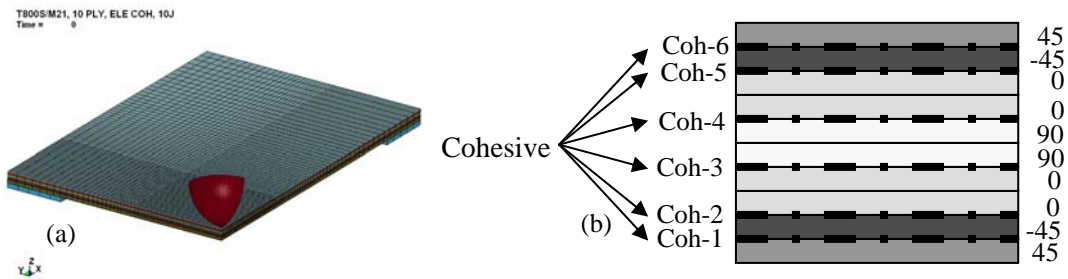 T800S/M21, 10 PLY, ELE COH, 10J
Time = 0
(a)
Z
Y X
Cohesive
Coh-6
Coh-5
Coh-4
Coh-3
Coh-2
Coh-1
(b)
45
-45
0
0
90
90
0
0
-45
45